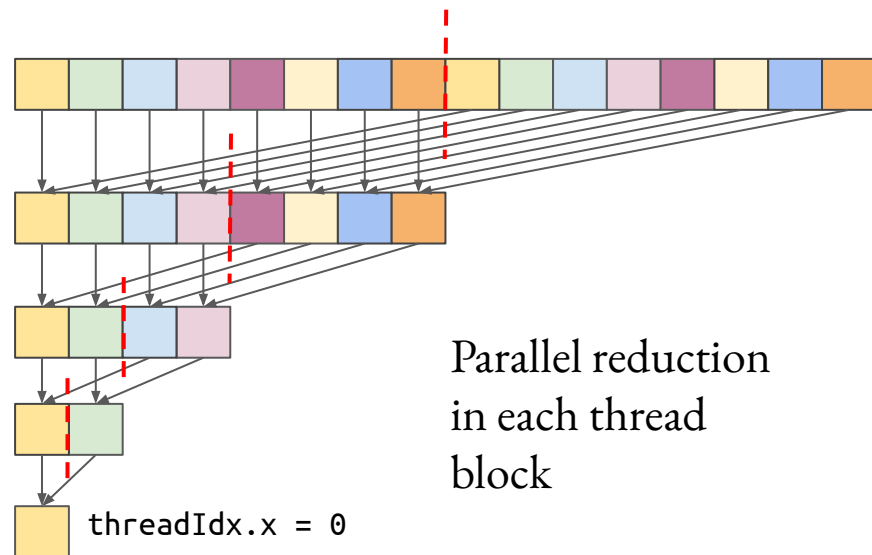 Parallel reduction
in each thread
block
threadIdx.x = 0